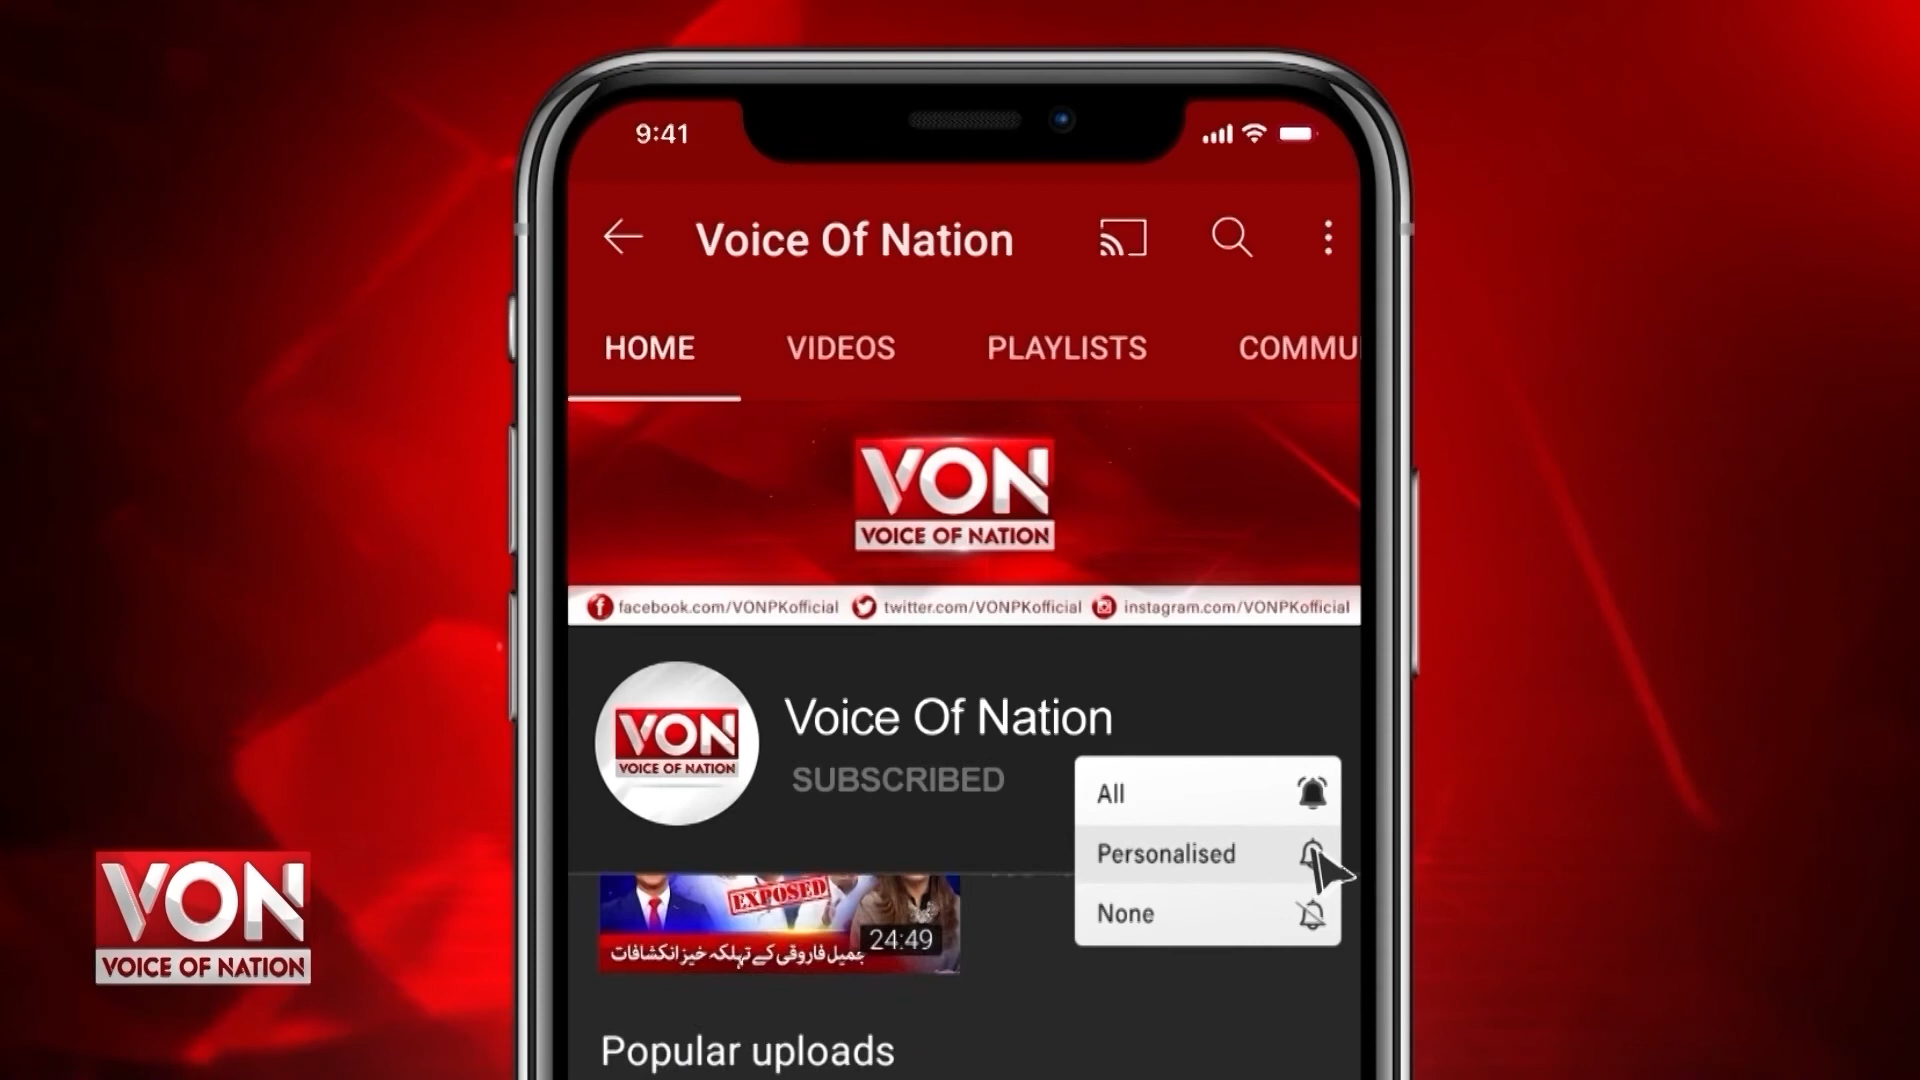 9:41
Voice Of Nation
HOME VIDEOS PLAYLISTS COMMU
VON
VOICE OF NATION
facebook.com/VONPKofficial twitter.com/VONPKofficial instagram.com/VONPKofficial
VON
VOICE OF NATION
Voice Of Nation
SUBSCRIBED
All
Personalised
None
EXPOSED
24:49
جمیل فاروقی کے تہلکہ خیز انکشافات
VON
VOICE OF NATION
Popular uploads